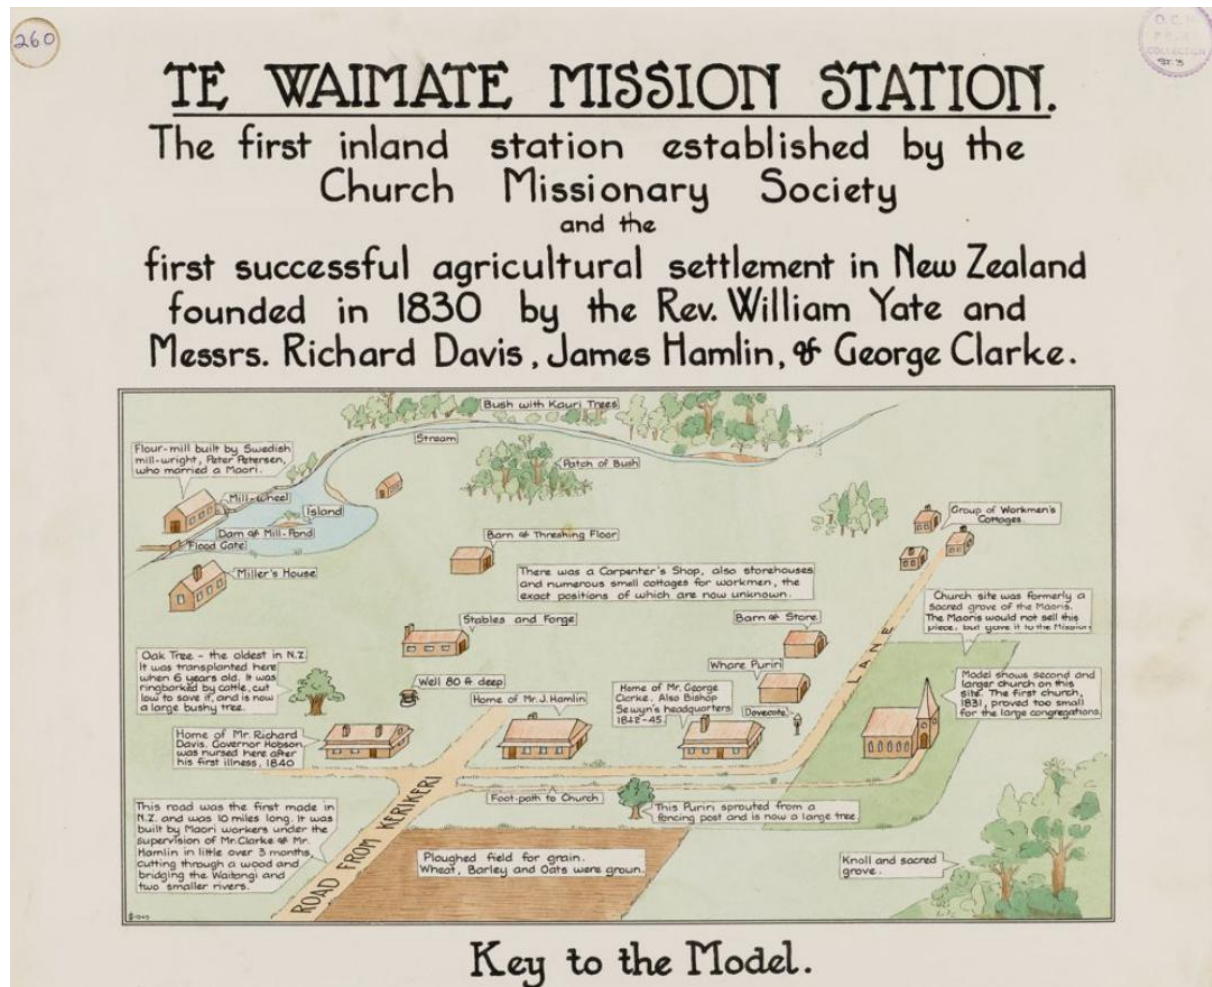 260
O.C.M.
COLLECTION
TE WAIMATE MISSION STATION.
The first inland station established by the
Church Missionary Society
and the
first successful agricultural settlement in New Zealand
founded in 1830 by the Rev. William Yate and
Messrs. Richard Davis, James Hamlin, & George Clarke.
Bush with Kauri Trees
Stream
Flour-mill built by Swedish
mill-wright, Peter Petersen,
who married a Maori.
Patch of Bush
Mill-wheel
Island
Group of Workmen's
Cottages.
Dam & Mill-Pond
Flood Gate
Barn & Threshing Floor
Miller's House
There was a Carpenter's Shop, also storehouses
and numerous small cottages for workmen, the
exact positions of which are now unknown.
Church site was formerly a
sacred grove of the Maoris.
The Maoris would not sell this
piece, but gave it to the Mission
Stables and Forge
Barn & Store
LANE
Oak Tree - the oldest in N.Z.
It was transplanted here
when 6 years old. It was
ringbarked by cattle, cut
low to save it, and is now
a large bushy tree.
Whare Puriri
Well 80 ft deep
Home of Mr. J. Hamlin
Home of Mr. George
Clarke. Also Bishop
Selwyn's headquarters
1842-45.
Dovecote
Model shows second and
larger church on this
site. The first church,
1831, proved too small
for the large congregations.
Home of Mr. Richard
Davis. Governor Hobson
was nursed here after
his first illness, 1840
Foot-path to Church
This Puriri sprouted from a
fencing post and is now a large tree
This road was the first made in
N.Z. and was 10 miles long. It was
built by Maori workers under the
supervision of Mr. Clarke & Mr.
Hamlin in little over 3 months,
cutting through a wood and
bridging the Waitangi and
two smaller rivers.
ROAD FROM KERIKERI
Ploughed field for grain.
Wheat, Barley and Oats were groun.
Knoll and sacred
grove.
Key to the Model.